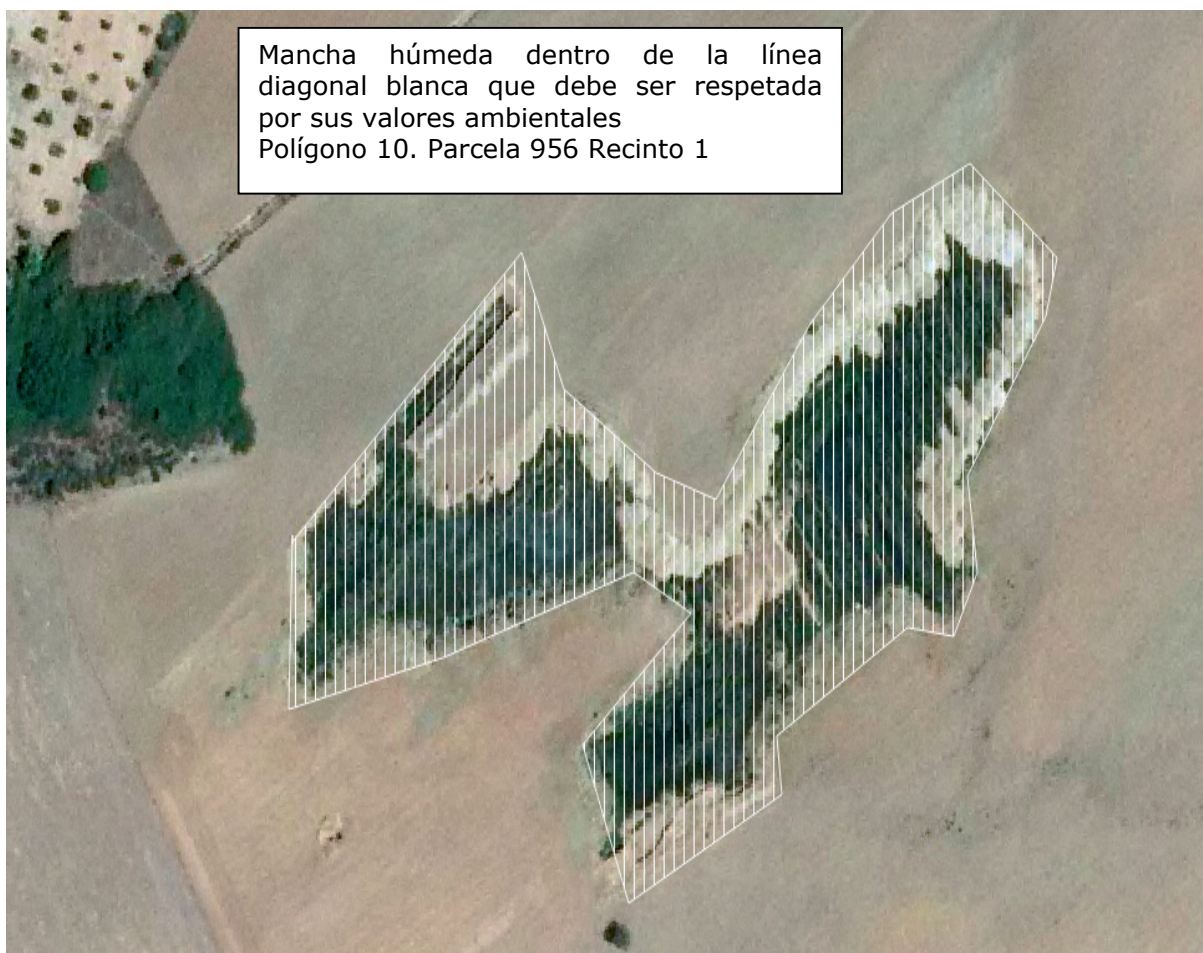 Mancha húmeda dentro de la línea
diagonal blanca que debe ser respetada
por sus valores ambientales
Polígono 10. Parcela 956 Recinto 1